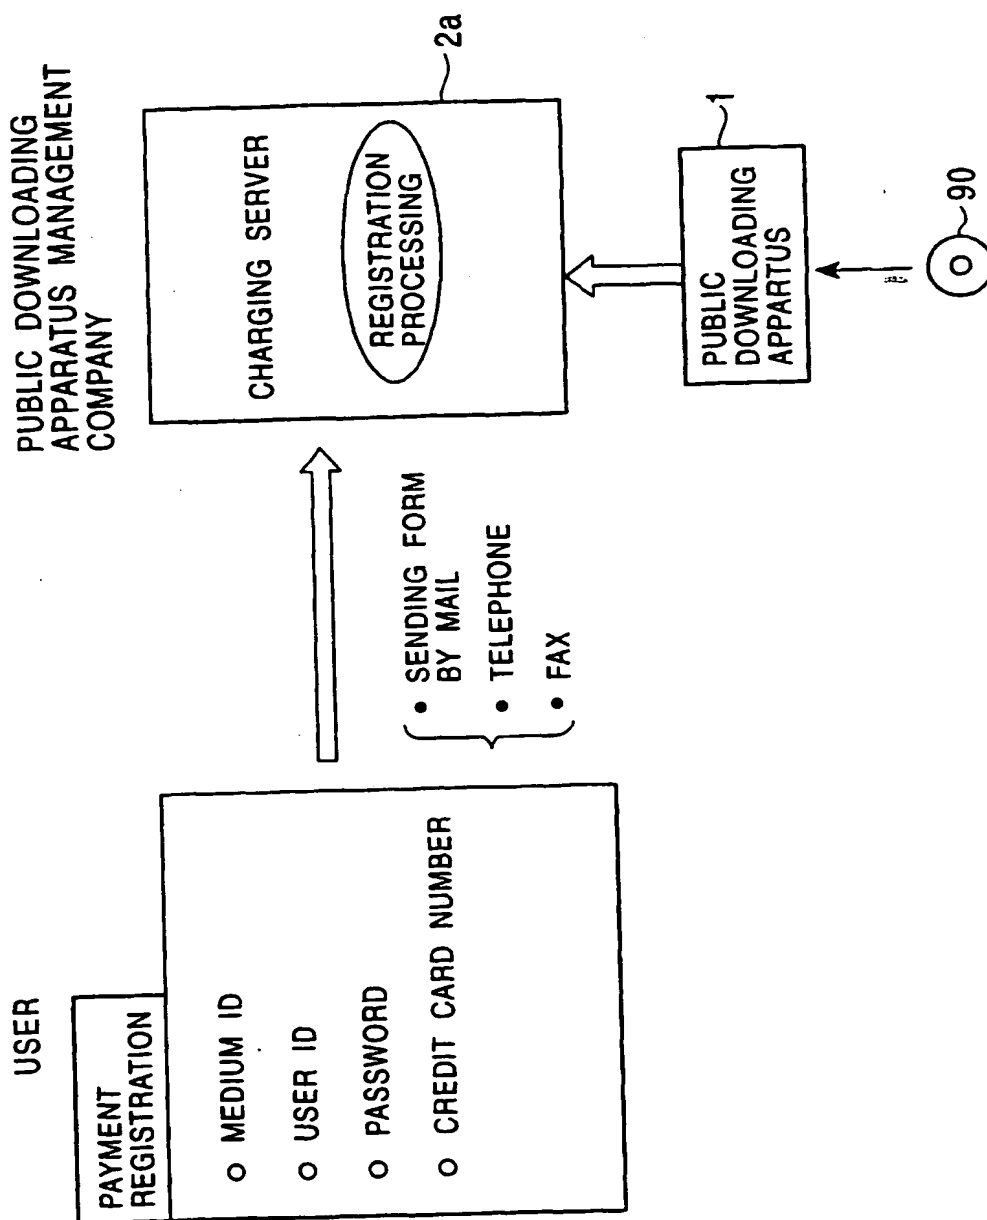 USER
PAYMENT
REGISTRATION
○ MEDIUM ID
○ USER ID
○ PASSWORD
○ CREDIT CARD NUMBER
● SENDING FORM
BY MAIL
● TELEPHONE
● FAX
PUBLIC DOWNLOADING
APPARATUS MANAGEMENT
COMPANY
CHARGING SERVER
REGISTRATION
PROCESSING
2a
PUBLIC
DOWNLOADING
APPARTUS
1
90